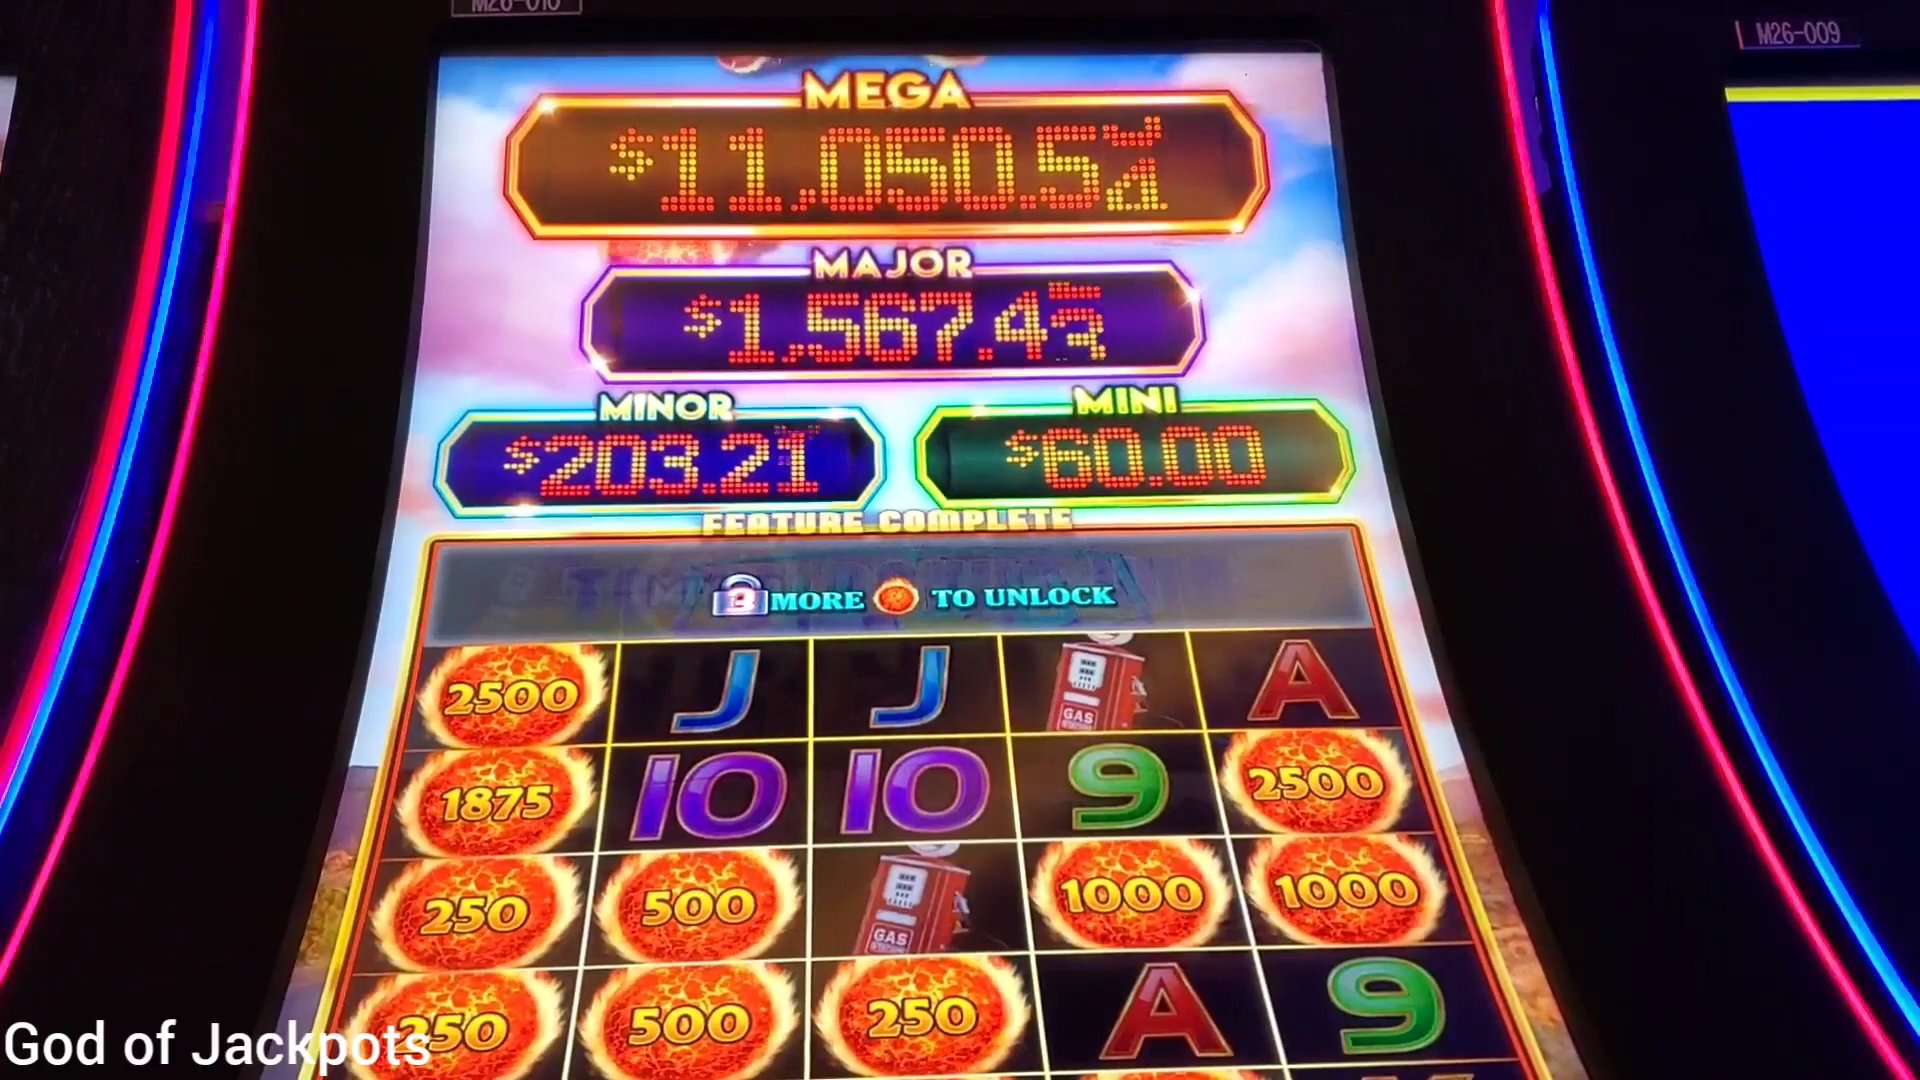 M26-010
M26-009
MEGA
$11,050.5
MAJOR
$1,567.4
MINOR
MINI
$203.21
$60.00
FEATURE COMPLETE
3 MORE TO UNLOCK
2500 J J GAS A
1875 10 10 9 2500
250 500 GAS 1000 1000
250 500 250 A 9
God of Jackpots